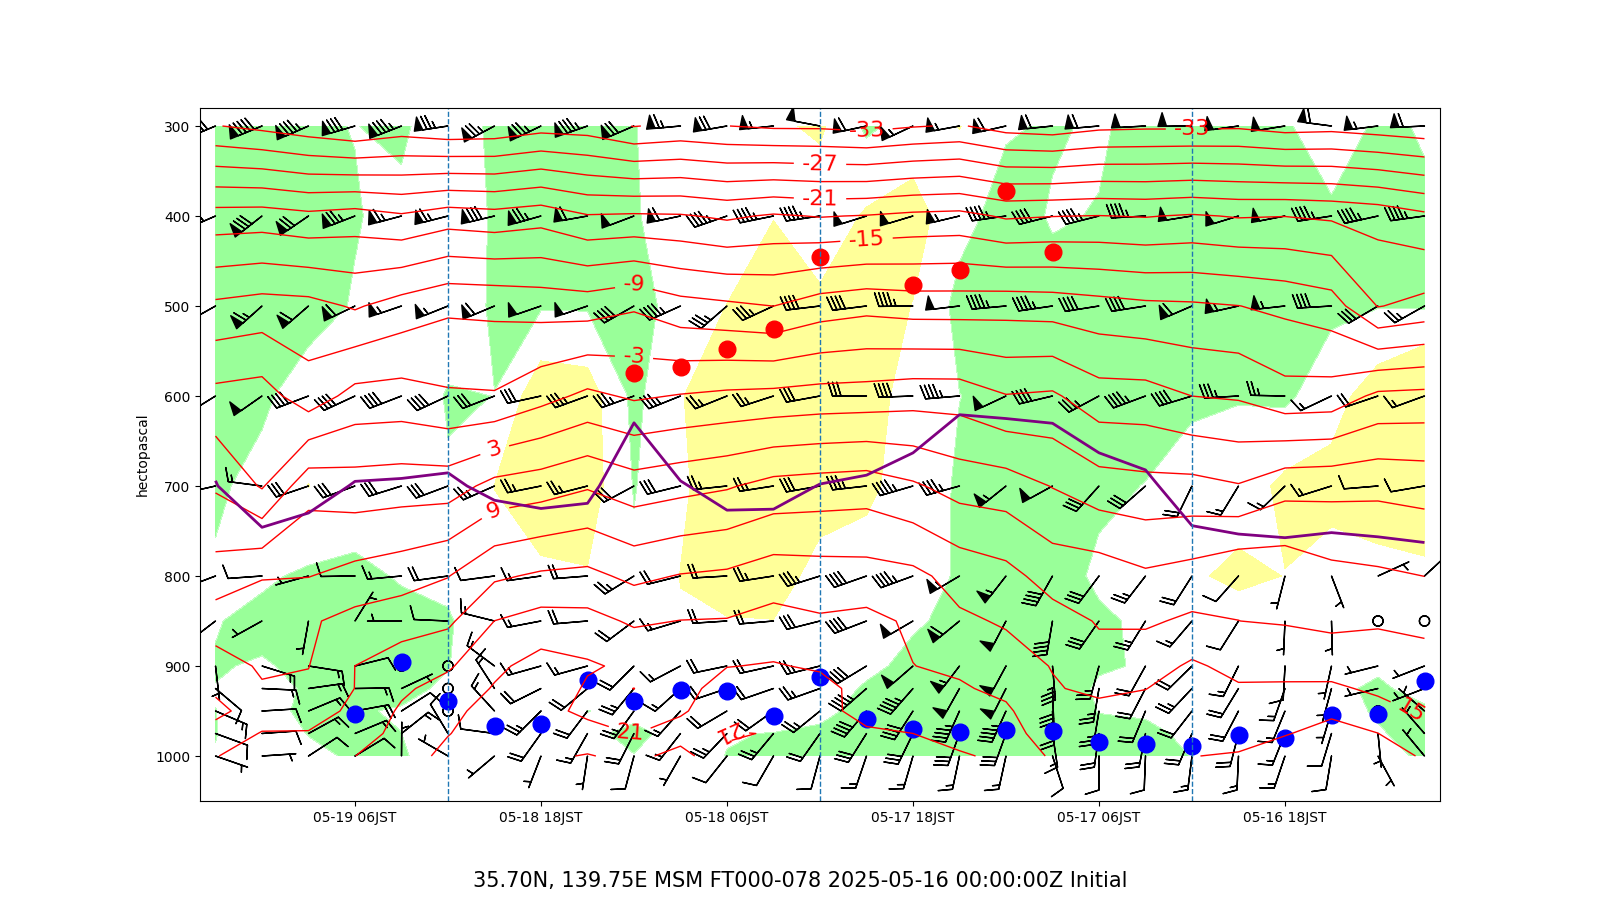 300
400
500
600
700
800
900
1000
hectopascal
-33
-33
-27
-21
-15
-9
-3
3
9
21
21
15
05-19 06JST
05-18 18JST
05-18 06JST
05-17 18JST
05-17 06JST
05-16 18JST
35.70N, 139.75E MSM FT000-078 2025-05-16 00:00:00Z Initial